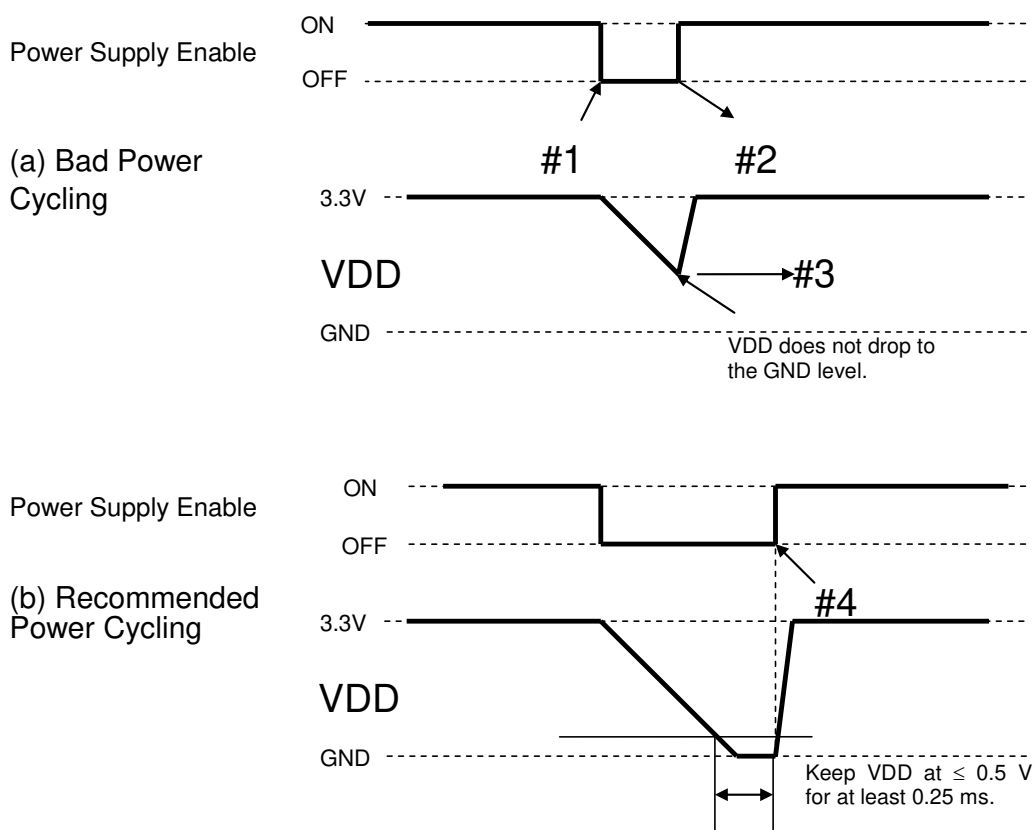 ON
Power Supply Enable
OFF
(a) Bad Power
Cycling
#1
#2
3.3V
VDD
#3
GND
VDD does not drop to
the GND level.
ON
Power Supply Enable
OFF
(b) Recommended
Power Cycling
#4
3.3V
VDD
GND
Keep VDD at ≤ 0.5 V
for at least 0.25 ms.